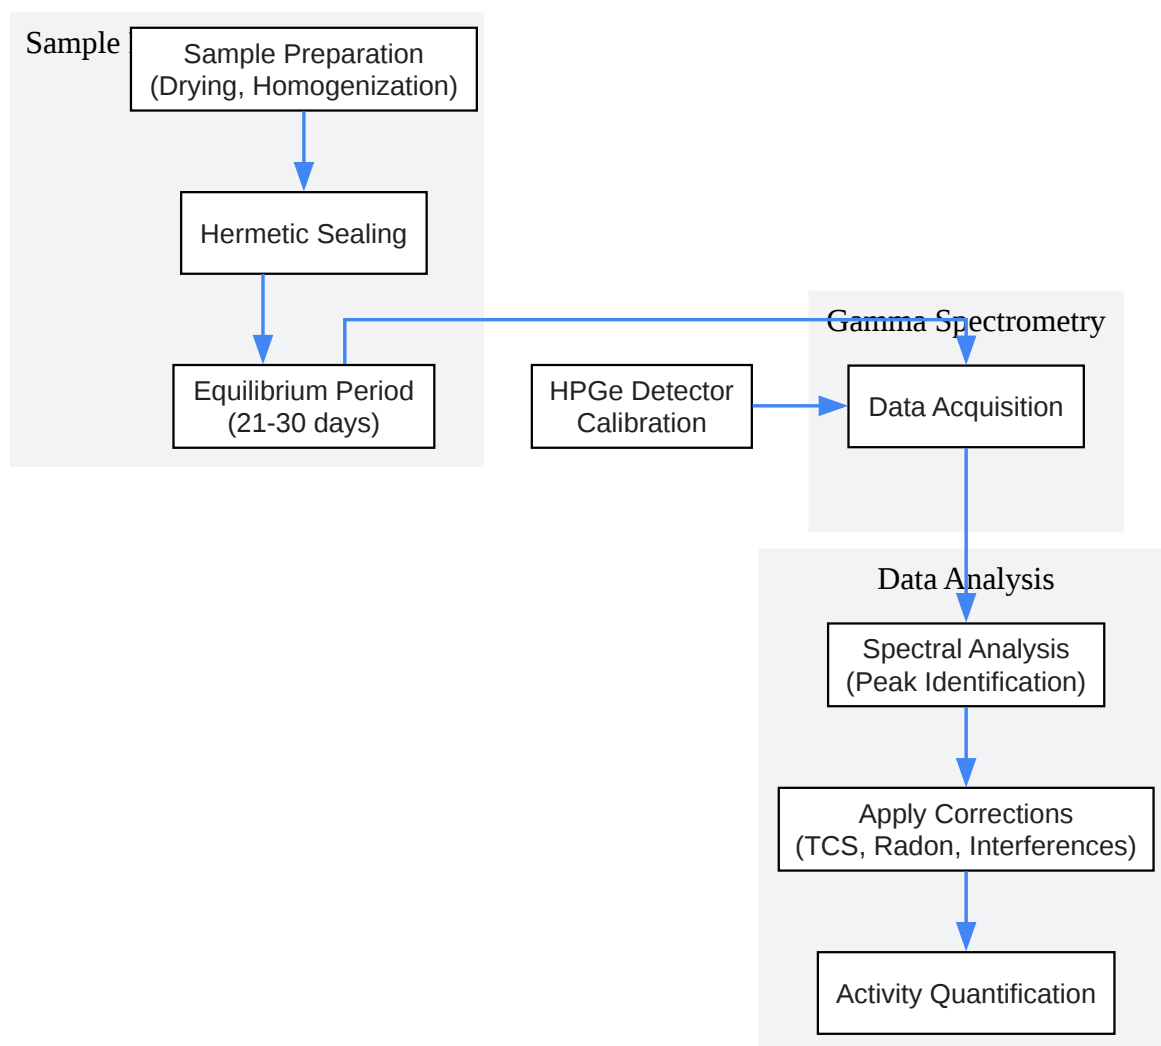 Sample
Sample Preparation
(Drying, Homogenization)
Hermetic Sealing
Equilibrium Period
(21-30 days)
HPGe Detector
Calibration
Gamma Spectrometry
Data Acquisition
Data Analysis
Spectral Analysis
(Peak Identification)
Apply Corrections
(TCS, Radon, Interferences)
Activity Quantification